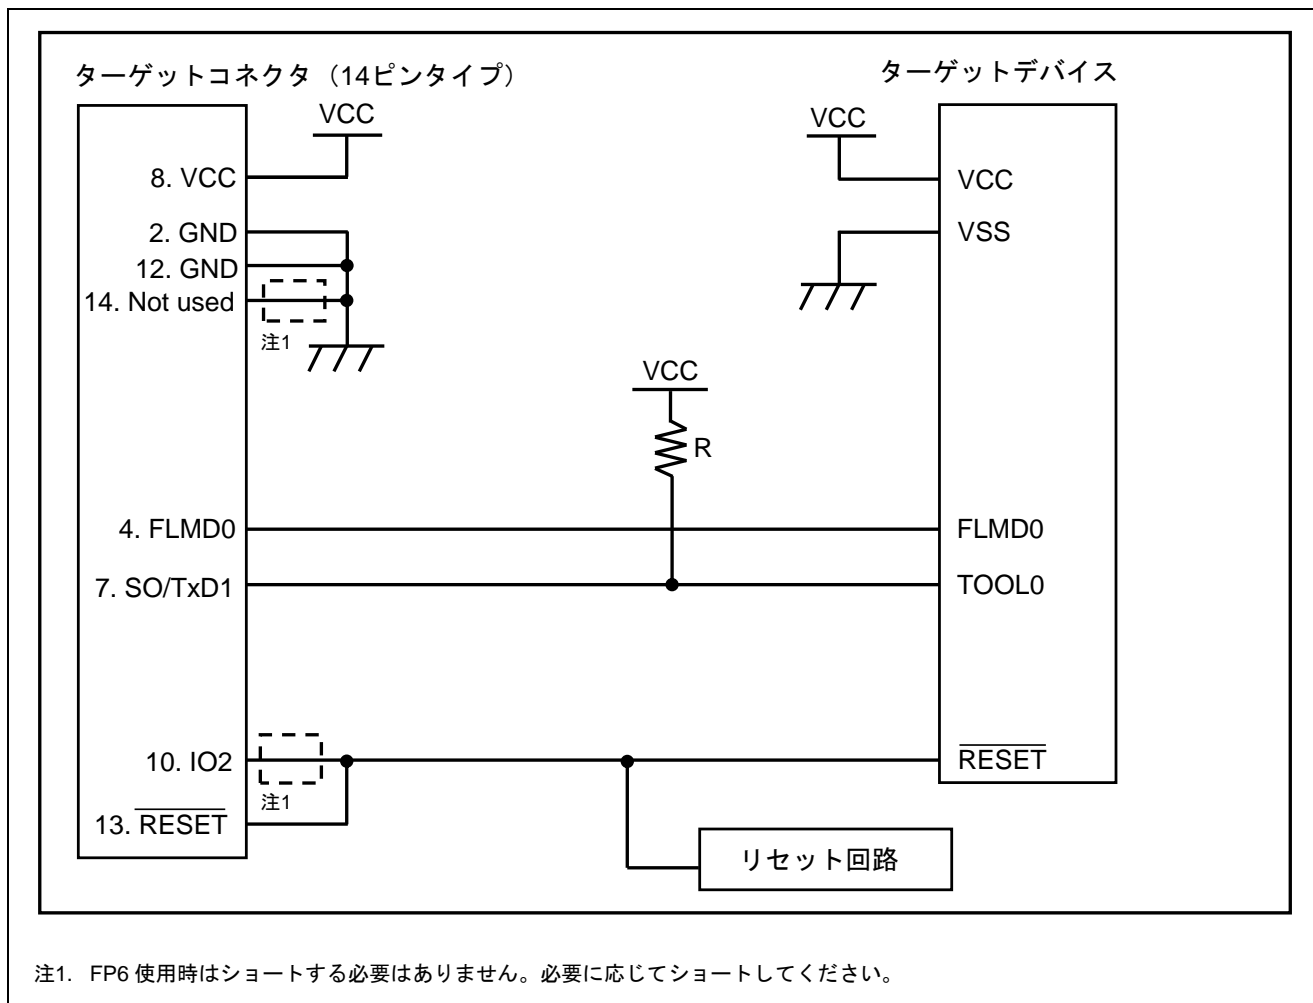 ターゲットコネクタ（14ピンタイプ）
ターゲットデバイス
VCC
VCC
8. VCC
VCC
2. GND
VSS
12. GND
14. Not used
注1
VCC
R
4. FLMD0
FLMD0
7. SO/TxD1
TOOL0
10. IO2
RESET
注1
13. RESET
リセット回路
注1. FP6 使用時はショートする必要はありません。必要に応じてショートしてください。